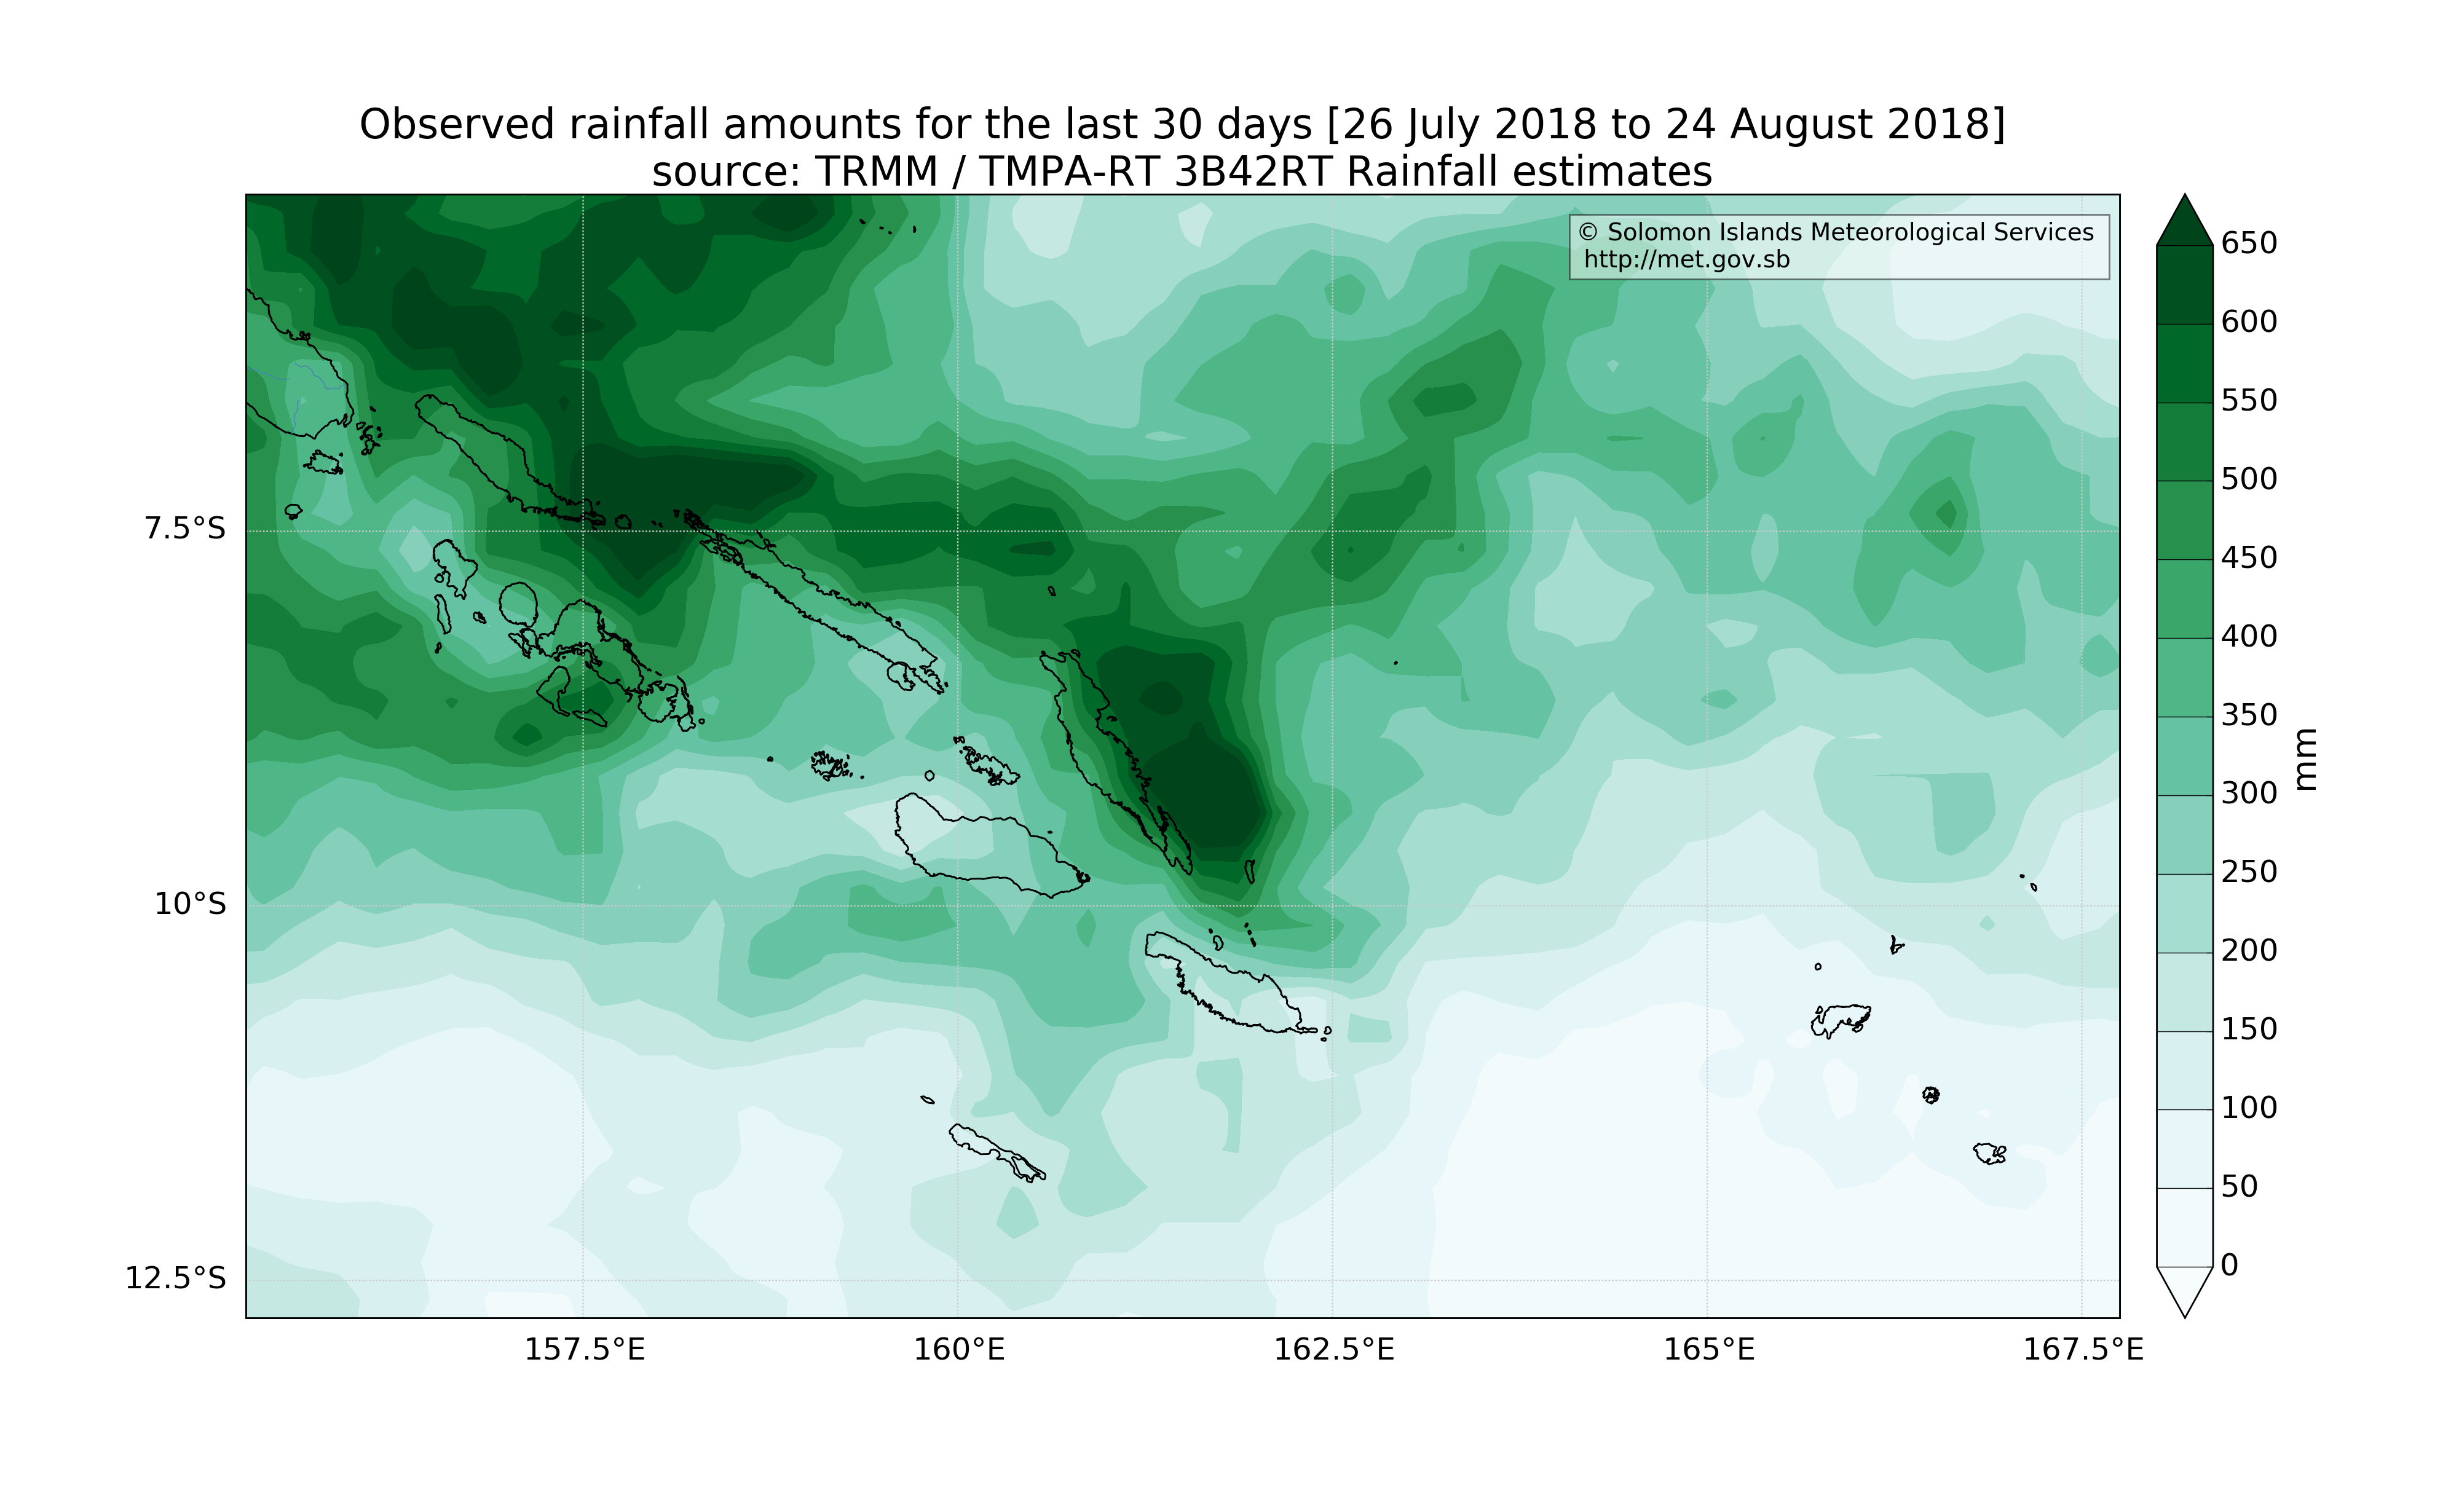 Observed rainfall amounts for the last 30 days [26 July 2018 to 24 August 2018]
source: TRMM / TMPA-RT 3B42RT Rainfall estimates
© Solomon Islands Meteorological Services
http://met.gov.sb
7.5°S
10°S
12.5°S
157.5°E
160°E
162.5°E
165°E
167.5°E
650
600
550
500
450
400
350
300
250
200
150
100
50
0
mm